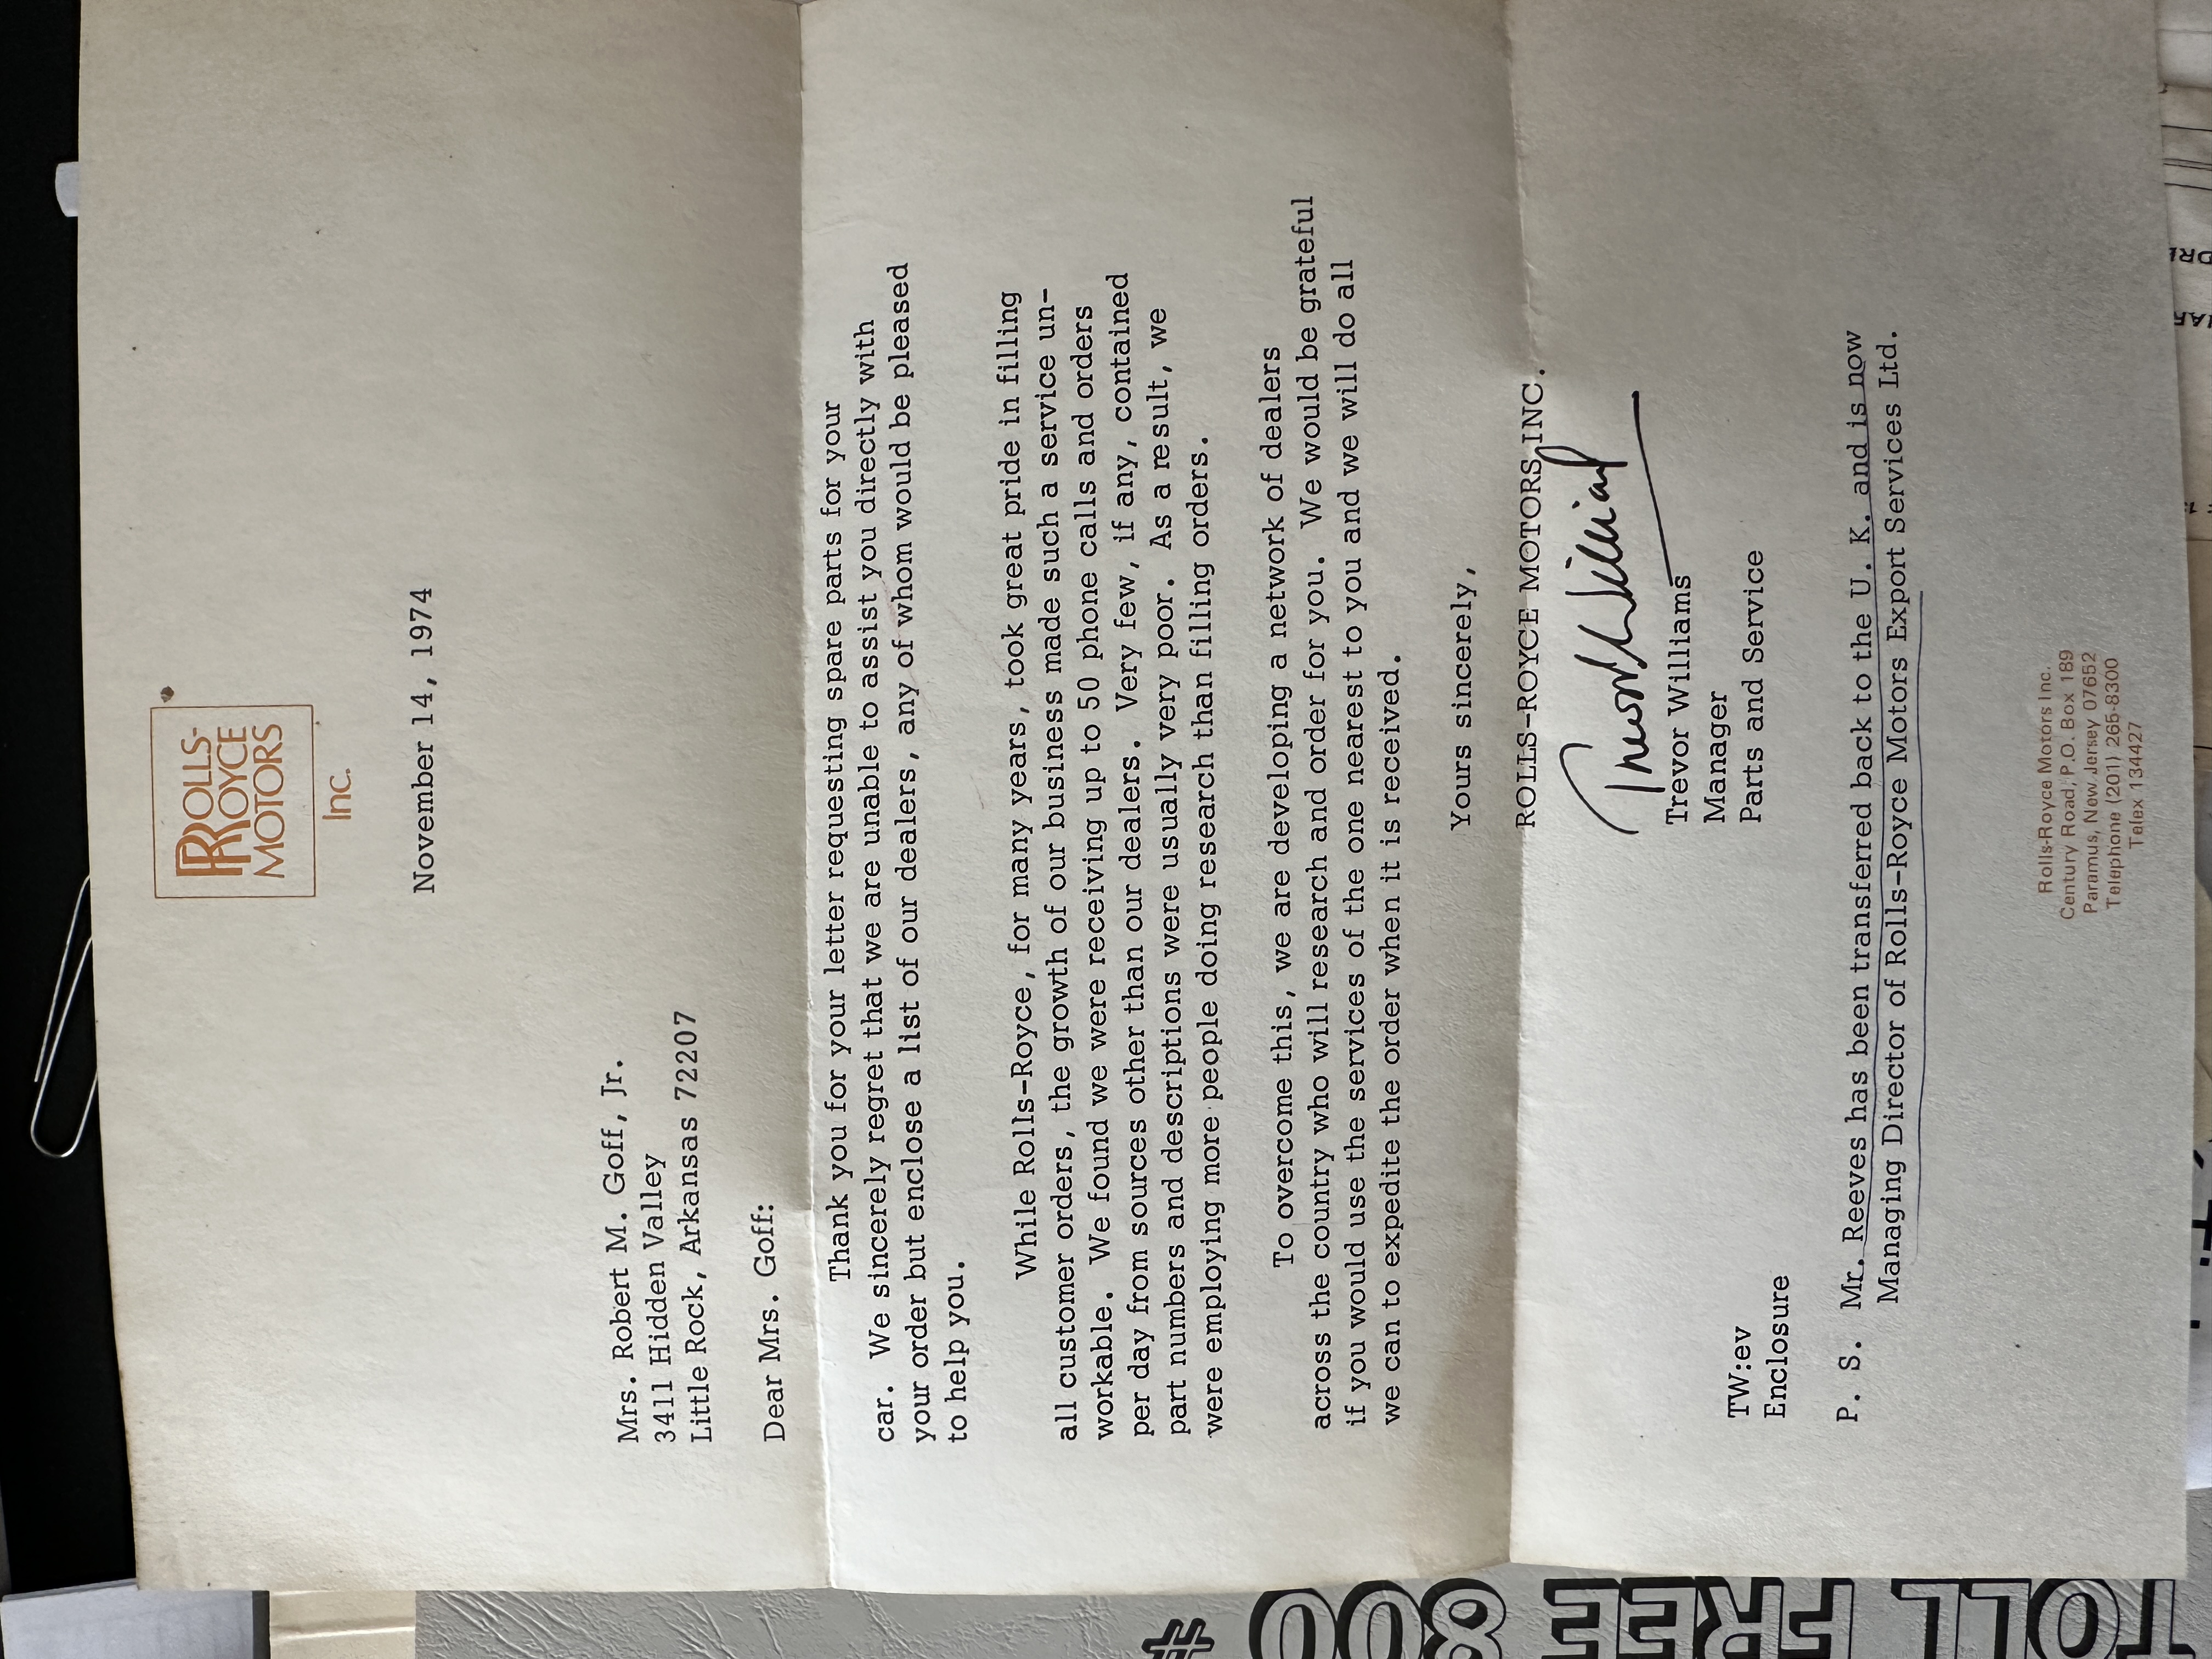 ROLLS-
ROYCE
MOTORS
Inc.
November 14, 1974
Mrs. Robert M. Goff, Jr.
3411 Hidden Valley
Little Rock, Arkansas 72207
Dear Mrs. Goff:
Thank you for your letter requesting spare parts for your
car. We sincerely regret that we are unable to assist you directly with
your order but enclose a list of our dealers, any of whom would be pleased
to help you.
While Rolls-Royce, for many years, took great pride in filling
all customer orders, the growth of our business made such a service un-
workable. We found we were receiving up to 50 phone calls and orders
per day from sources other than our dealers. Very few, if any, contained
part numbers and descriptions were usually very poor. As a result, we
were employing more people doing research than filling orders.
To overcome this, we are developing a network of dealers
across the country who will research and order for you. We would be grateful
if you would use the services of the one nearest to you and we will do all
we can to expedite the order when it is received.
Yours sincerely,
ROLLS-ROYCE MOTORS INC.
Trevor Williams
Trevor Williams
Manager
Parts and Service
TW:ev
Enclosure
P. S. Mr. Reeves has been transferred back to the U. K. and is now
Managing Director of Rolls-Royce Motors Export Services Ltd.
Rolls-Royce Motors Inc.
Century Road, P.O. Box 189
Paramus, New Jersey 07652
Telephone (201) 265-8300
Telex 134427
TOLL FREE 800 #